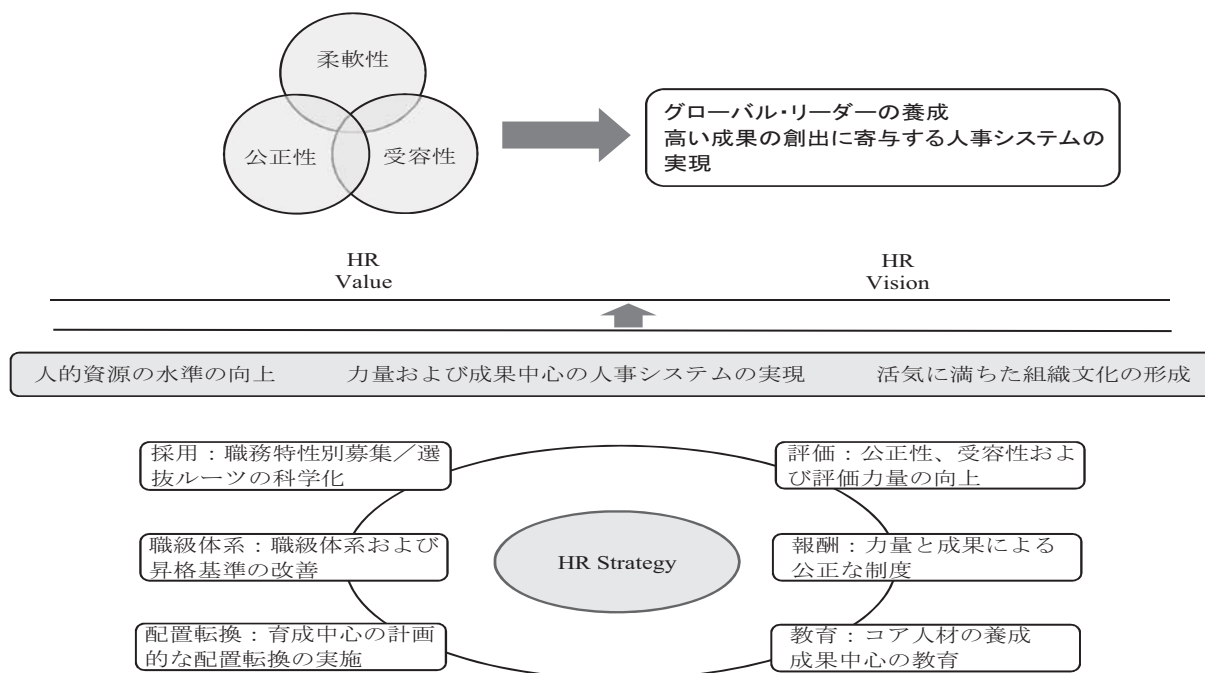 柔軟性
公正性
受容性
グローバル・リーダーの養成
高い成果の創出に寄与する人事システムの
実現
HR
Value
HR
Vision
人的資源の水準の向上
力量および成果中心の人事システムの実現
活気に満ちた組織文化の形成
採用：職務特性別募集／選
抜ルーツの科学化
評価：公正性、受容性およ
び評価力量の向上
職級体系：職級体系および
昇格基準の改善
HR Strategy
報酬：力量と成果による
公正な制度
配置転換：育成中心の計画
的な配置転換の実施
教育：コア人材の養成
成果中心の教育